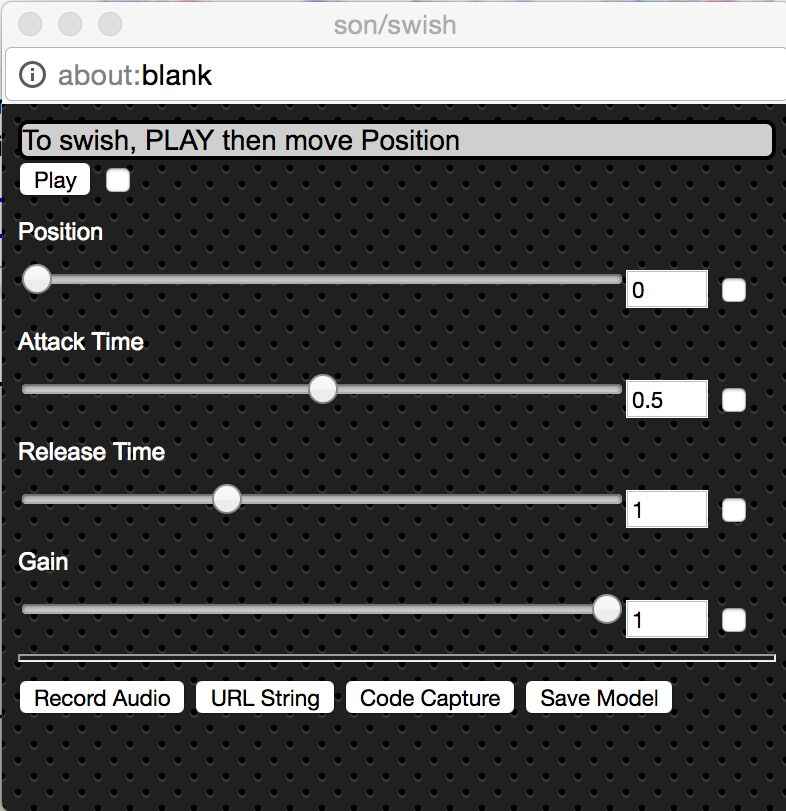 son/swish
about:blank
To swish, PLAY then move Position
Play
Position
0
Attack Time
0.5
Release Time
1
Gain
1
Record Audio URL String Code Capture Save Model